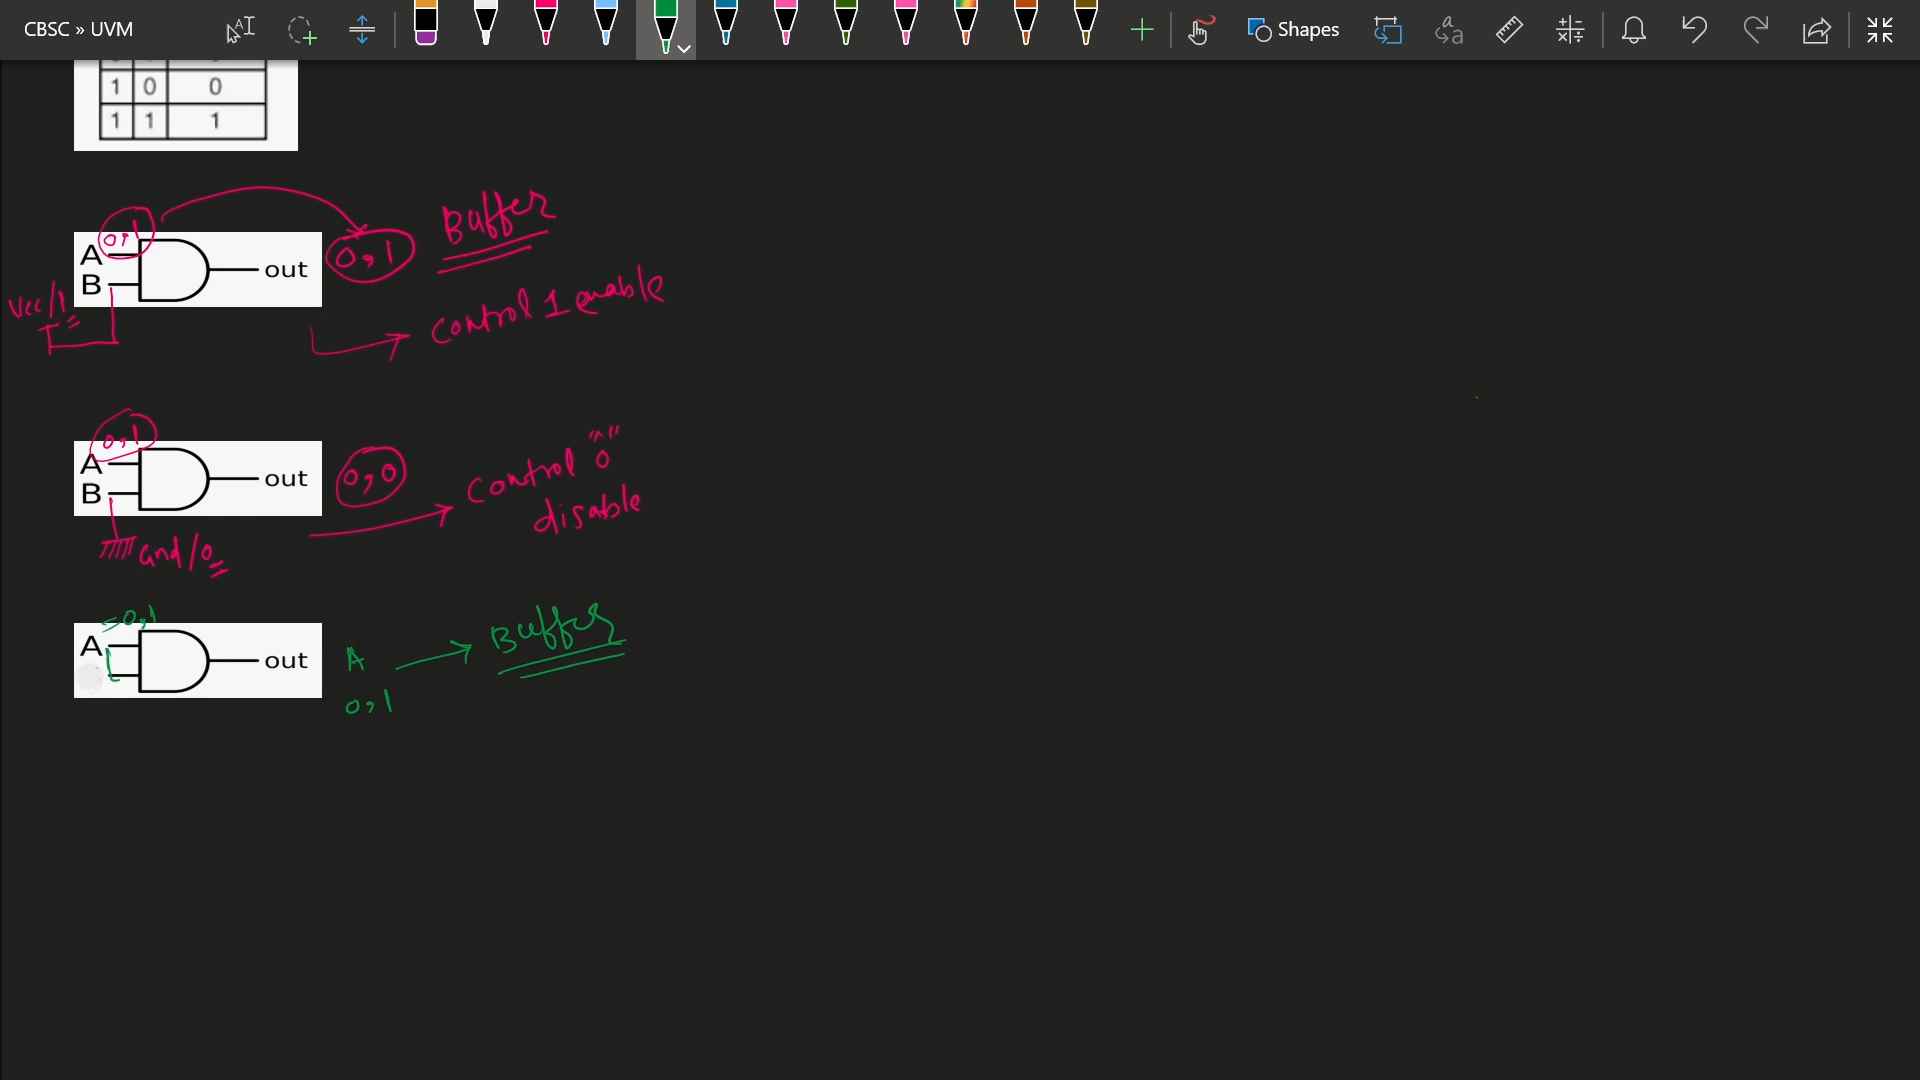 CBSC » UVM
Shapes
1 0 0
1 1 1
0,1
A
B
out
0,1
Buffer
Vcc/1
Control 1 enable
0,1
A
B
out
0,0
Control "0"
disable
Gnd/0
=0,1
A
out
A
0,1
Buffer